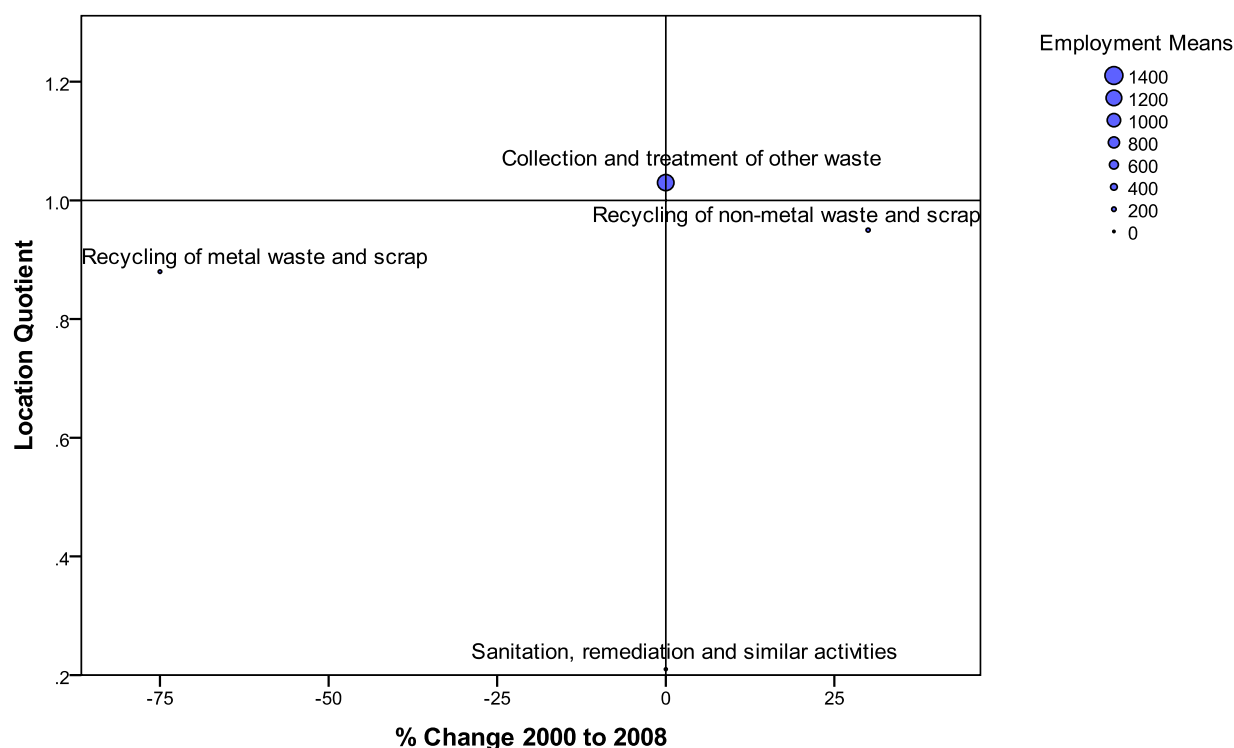 Employment Means
1400
1200
1000
800
600
400
200
0
1.2
1.0
.8
.6
.4
.2
Location Quotient
Collection and treatment of other waste
Recycling of non-metal waste and scrap
Recycling of metal waste and scrap
Sanitation, remediation and similar activities
-75
-50
-25
0
25
% Change 2000 to 2008